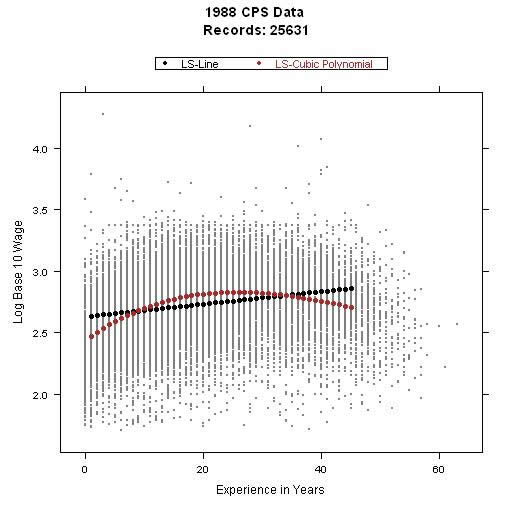 1988 CPS Data
Records: 25631
LS-Line LS-Cubic Polynomial
4.0
3.5
3.0
2.5
2.0
Log Base 10 Wage
0 20 40 60
Experience in Years